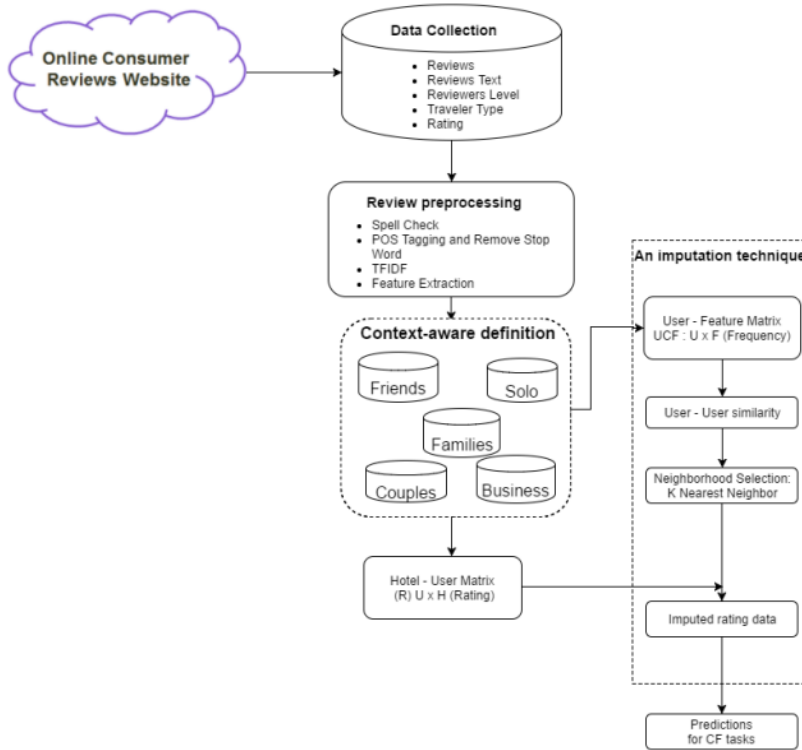 Online Consumer
Reviews Website
Data Collection
Reviews
Reviews Text
Reviewers Level
Traveler Type
Rating
Review preprocessing
Spell Check
POS Tagging and Remove Stop
Word
TFIDF
Feature Extraction
Context-aware definition
Friends
Solo
Families
Couples
Business
Hotel - User Matrix
(R) U x H (Rating)
An imputation technique
User - Feature Matrix
UCF : U x F (Frequency)
User - User similarity
Neighborhood Selection:
K Nearest Neighbor
Imputed rating data
Predictions
for CF tasks